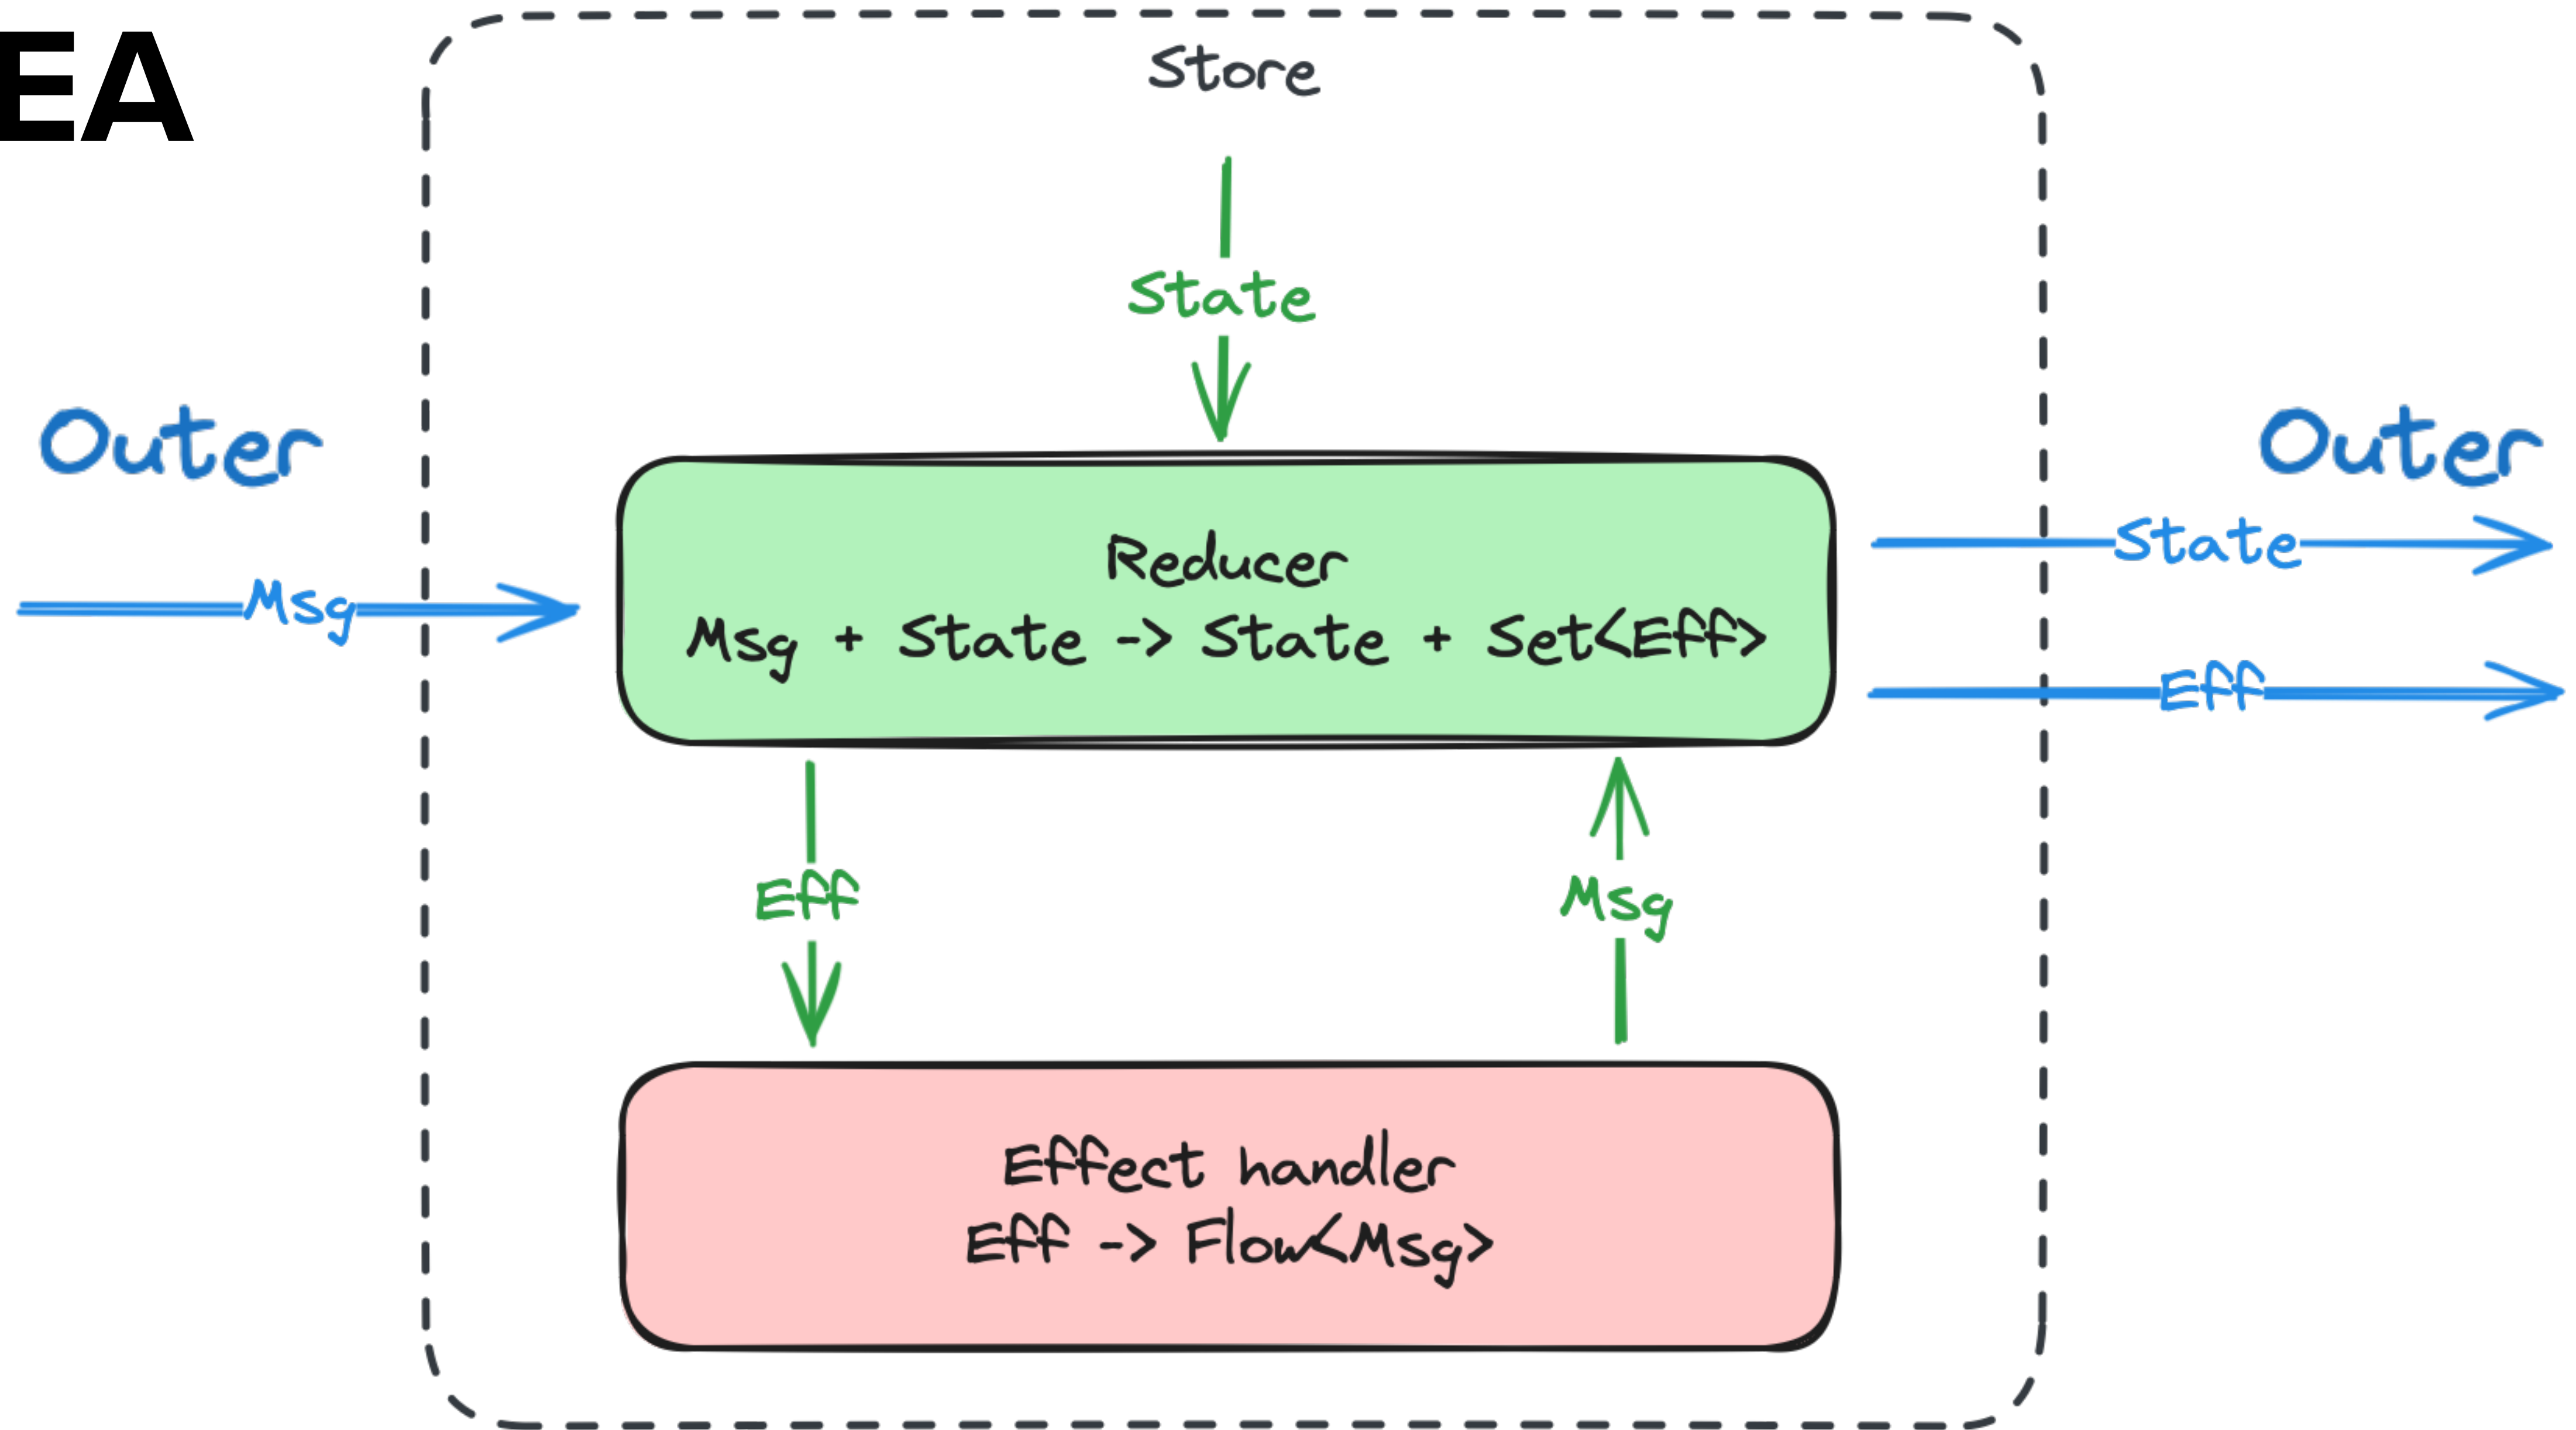 EA
Store
State
Outer
Outer
State
Msg
Reducer
Msg + State -> State + Set<Eff>
Eff
Eff
Msg
Effect handler
Eff -> Flow<Msg>